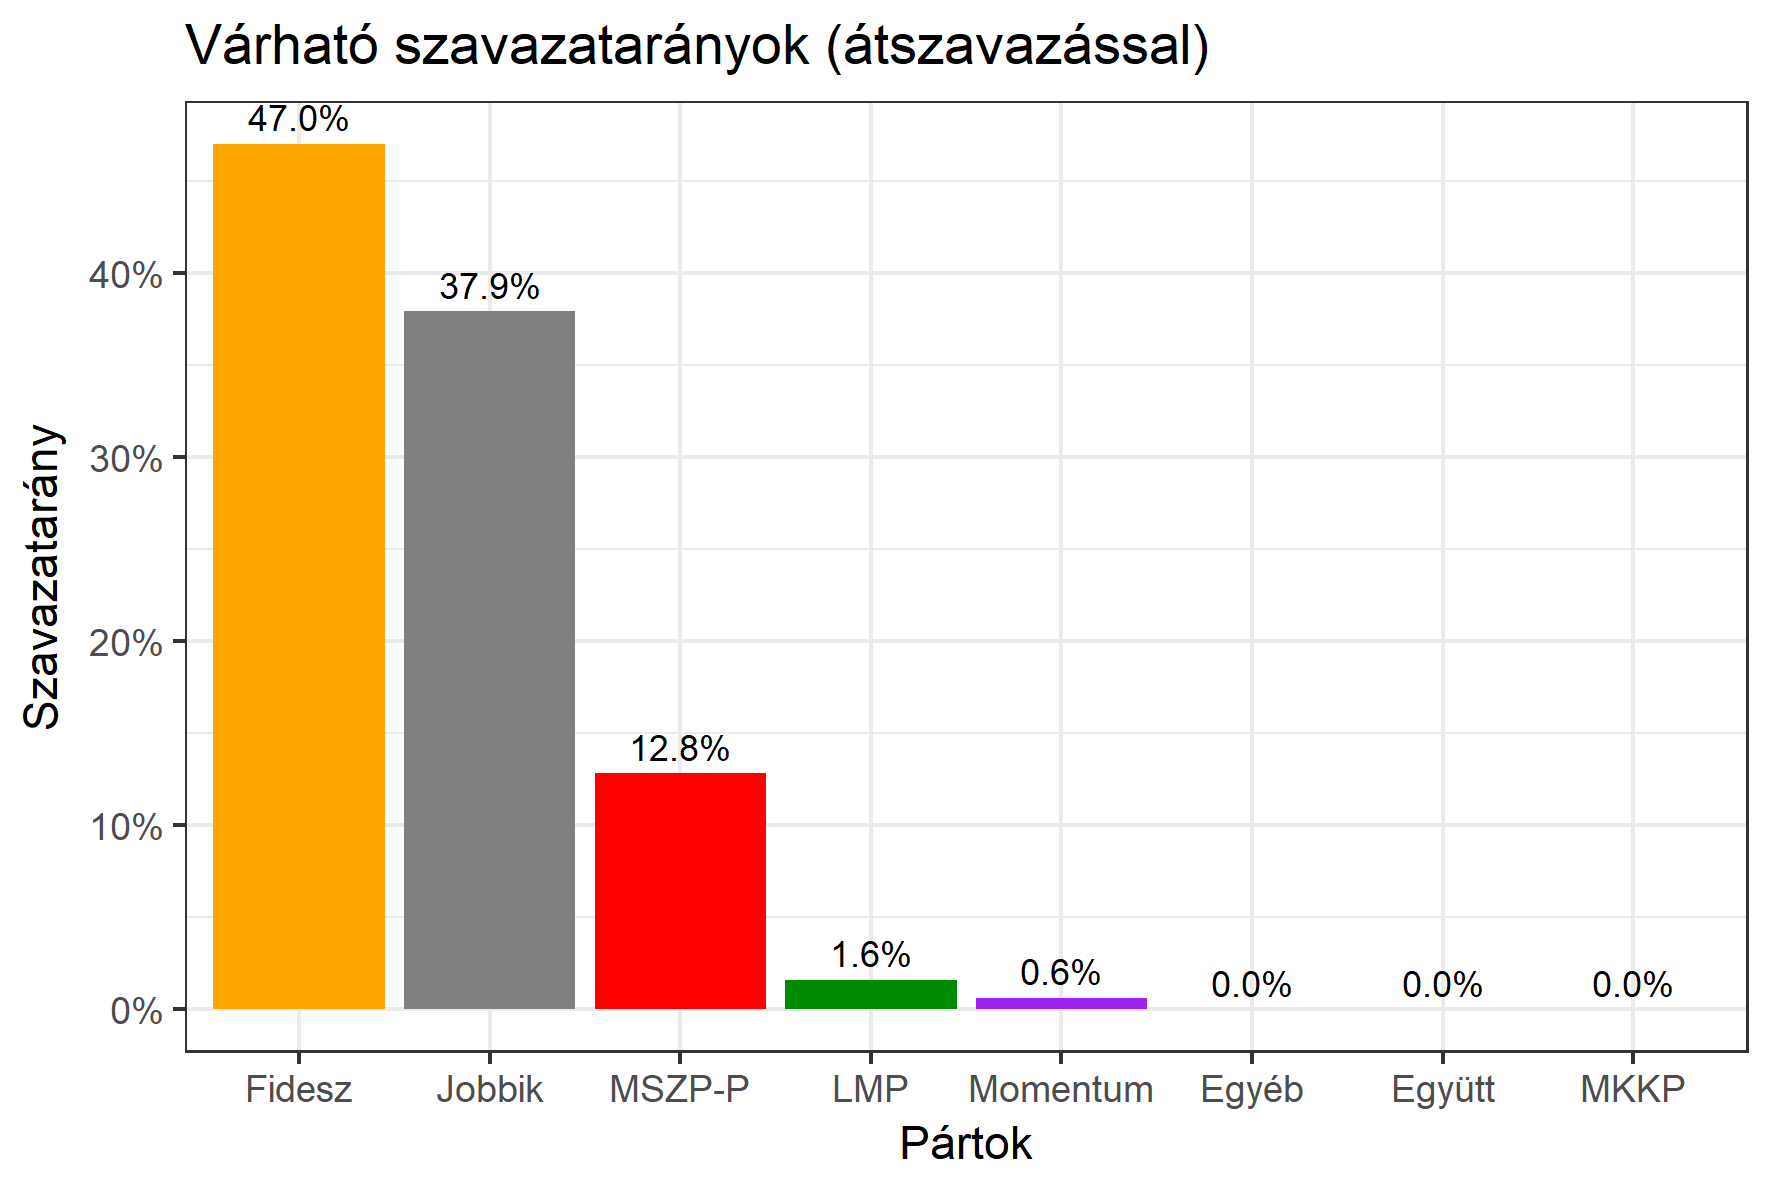 Várható szavazatarányok (átszavazással)
47.0%
37.9%
12.8%
1.6%
0.6%
0.0%
0.0%
0.0%
40%
30%
20%
10%
0%
Szavazatarány
Fidesz
Jobbik
MSZP-P
LMP
Momentum
Egyéb
Együtt
MKKP
Pártok